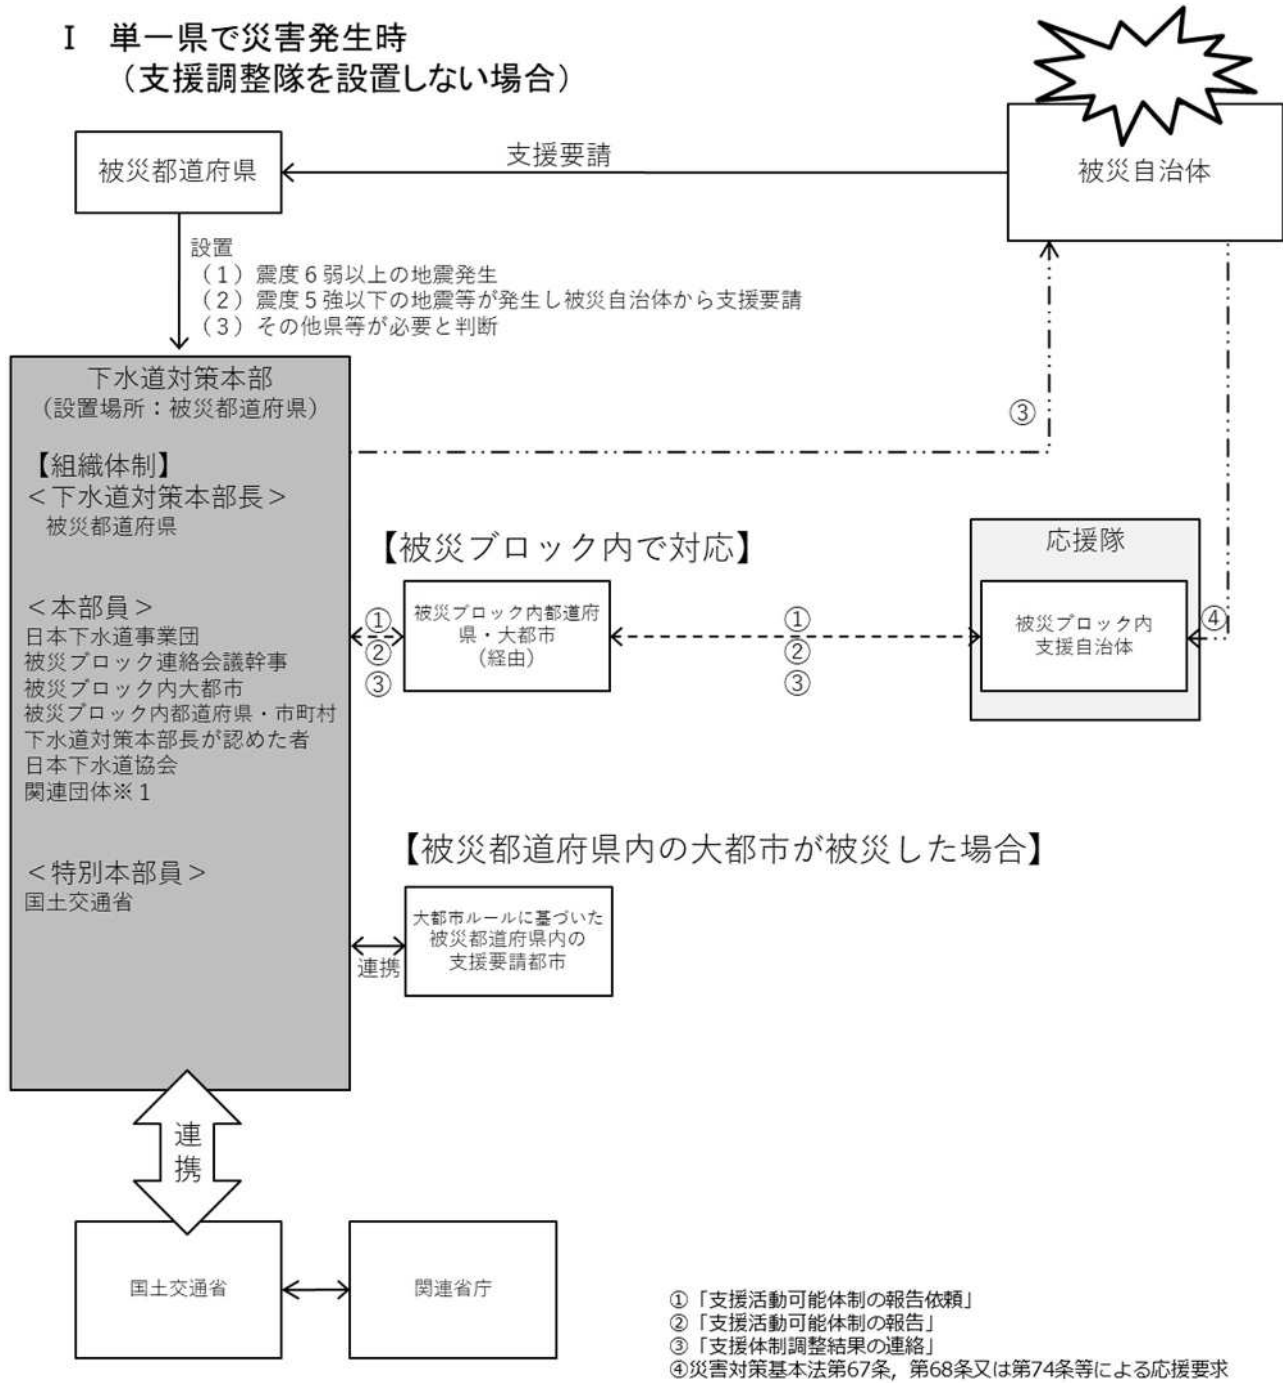 Ⅰ　単一県で災害発生時
（支援調整隊を設置しない場合）
被災都道府県
支援要請
被災自治体
設置
（１）震度６弱以上の地震発生
（２）震度５強以下の地震等が発生し被災自治体から支援要請
（３）その他県等が必要と判断
下水道対策本部
（設置場所：被災都道府県）
【組織体制】
＜下水道対策本部長＞
被災都道府県
＜本部員＞
日本下水道事業団
被災ブロック連絡会議幹事
被災ブロック内大都市
被災ブロック内都道府県・市町村
下水道対策本部長が認めた者
日本下水道協会
関連団体※１
＜特別本部員＞
国土交通省
③
【被災ブロック内で対応】
①
②
③
被災ブロック内都道府
県・大都市
（経由）
①
②
③
応援隊
被災ブロック内
支援自治体
④
【被災都道府県内の大都市が被災した場合】
連携
大都市ルールに基づいた
被災都道府県内の
支援要請都市
連
携
国土交通省
関連省庁
①「支援活動可能体制の報告依頼」
②「支援活動可能体制の報告」
③「支援体制調整結果の連絡」
④災害対策基本法第67条，第68条又は第74条等による応援要求